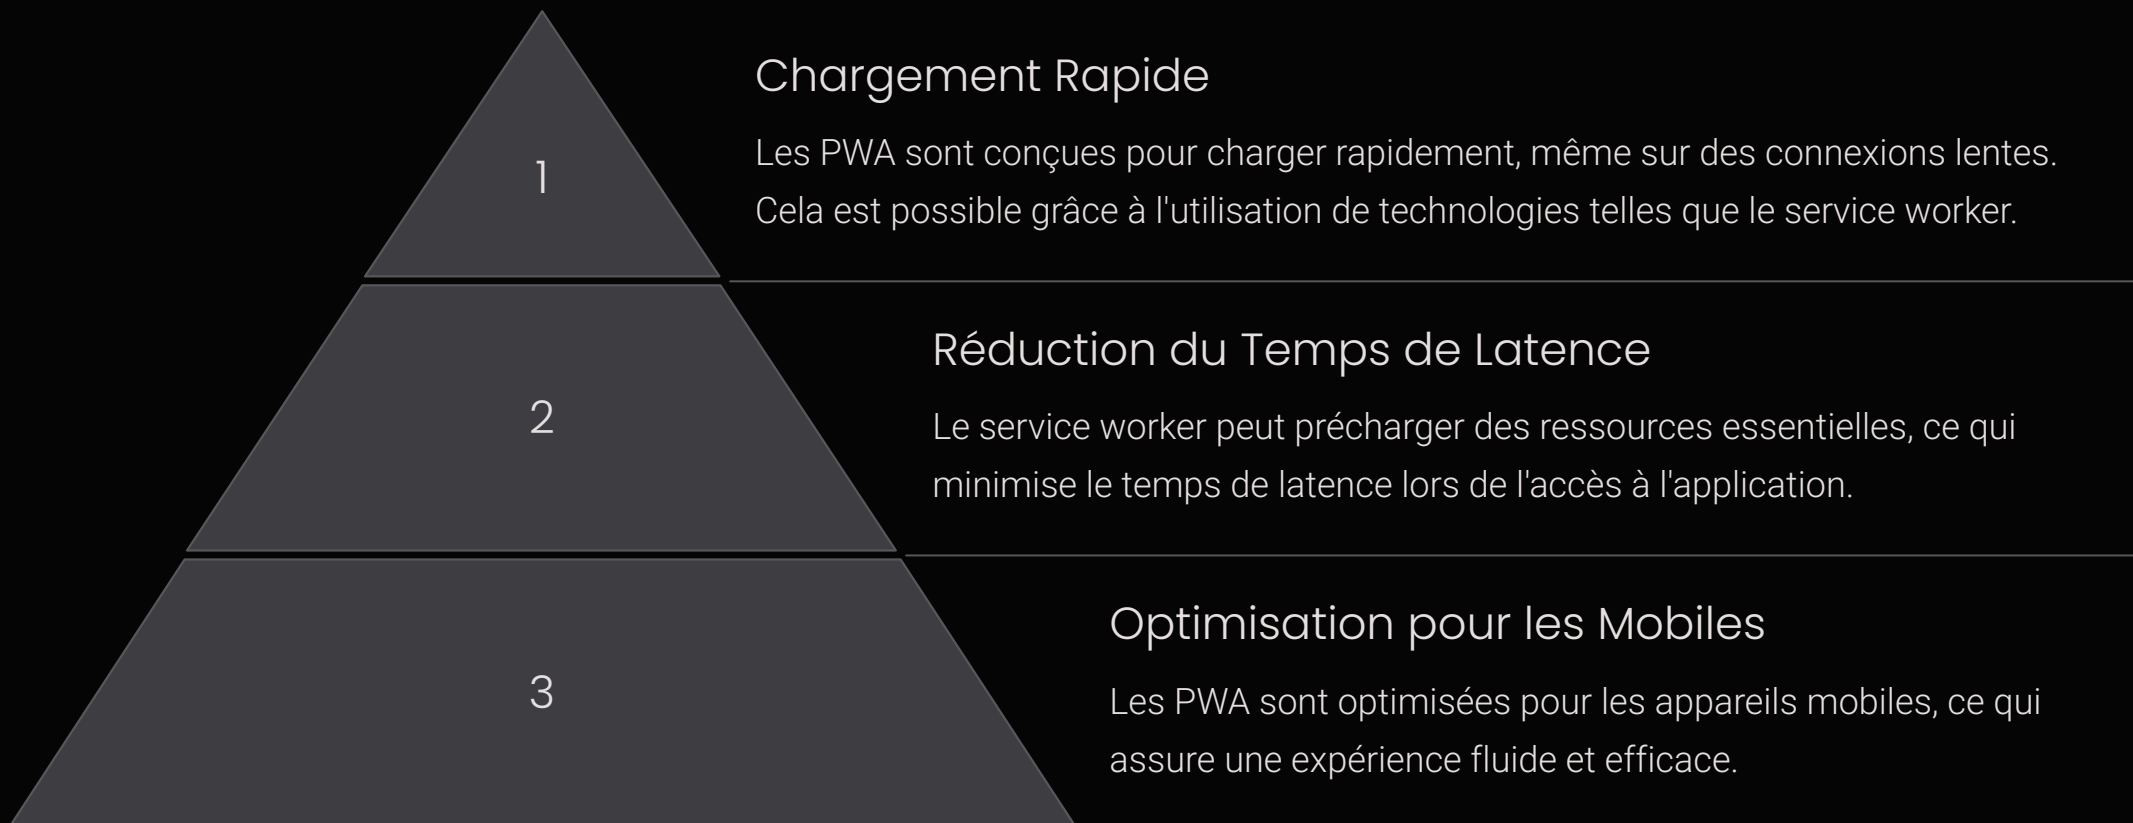 1
Chargement Rapide
Les PWA sont conçues pour charger rapidement, même sur des connexions lentes.
Cela est possible grâce à l'utilisation de technologies telles que le service worker.
2
Réduction du Temps de Latence
Le service worker peut précharger des ressources essentielles, ce qui
minimise le temps de latence lors de l'accès à l'application.
3
Optimisation pour les Mobiles
Les PWA sont optimisées pour les appareils mobiles, ce qui
assure une expérience fluide et efficace.